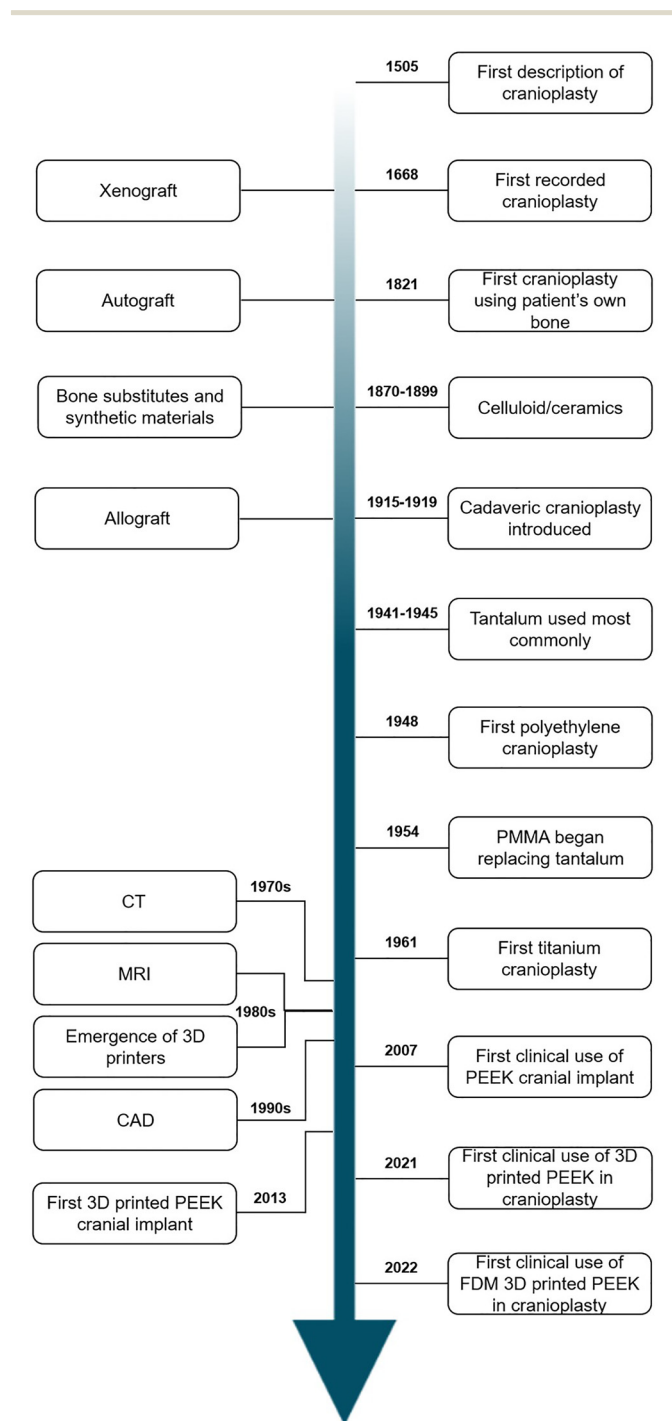 1505
First description of
cranioplasty
Xenograft
1668
First recorded
cranioplasty
Autograft
1821
First cranioplasty
using patient's own
bone
Bone substitutes and
synthetic materials
1870-1899
Celluloid/ceramics
Allograft
1915-1919
Cadaveric cranioplasty
introduced
1941-1945
Tantalum used most
commonly
1948
First polyethylene
cranioplasty
1954
PMMA began
replacing tantalum
CT
1970s
1961
First titanium
cranioplasty
MRI
1980s
Emergence of 3D
printers
2007
First clinical use of
PEEK cranial implant
CAD
1990s
2021
First clinical use of 3D
printed PEEK in
cranioplasty
First 3D printed PEEK
cranial implant
2013
2022
First clinical use of
FDM 3D printed PEEK
in cranioplasty